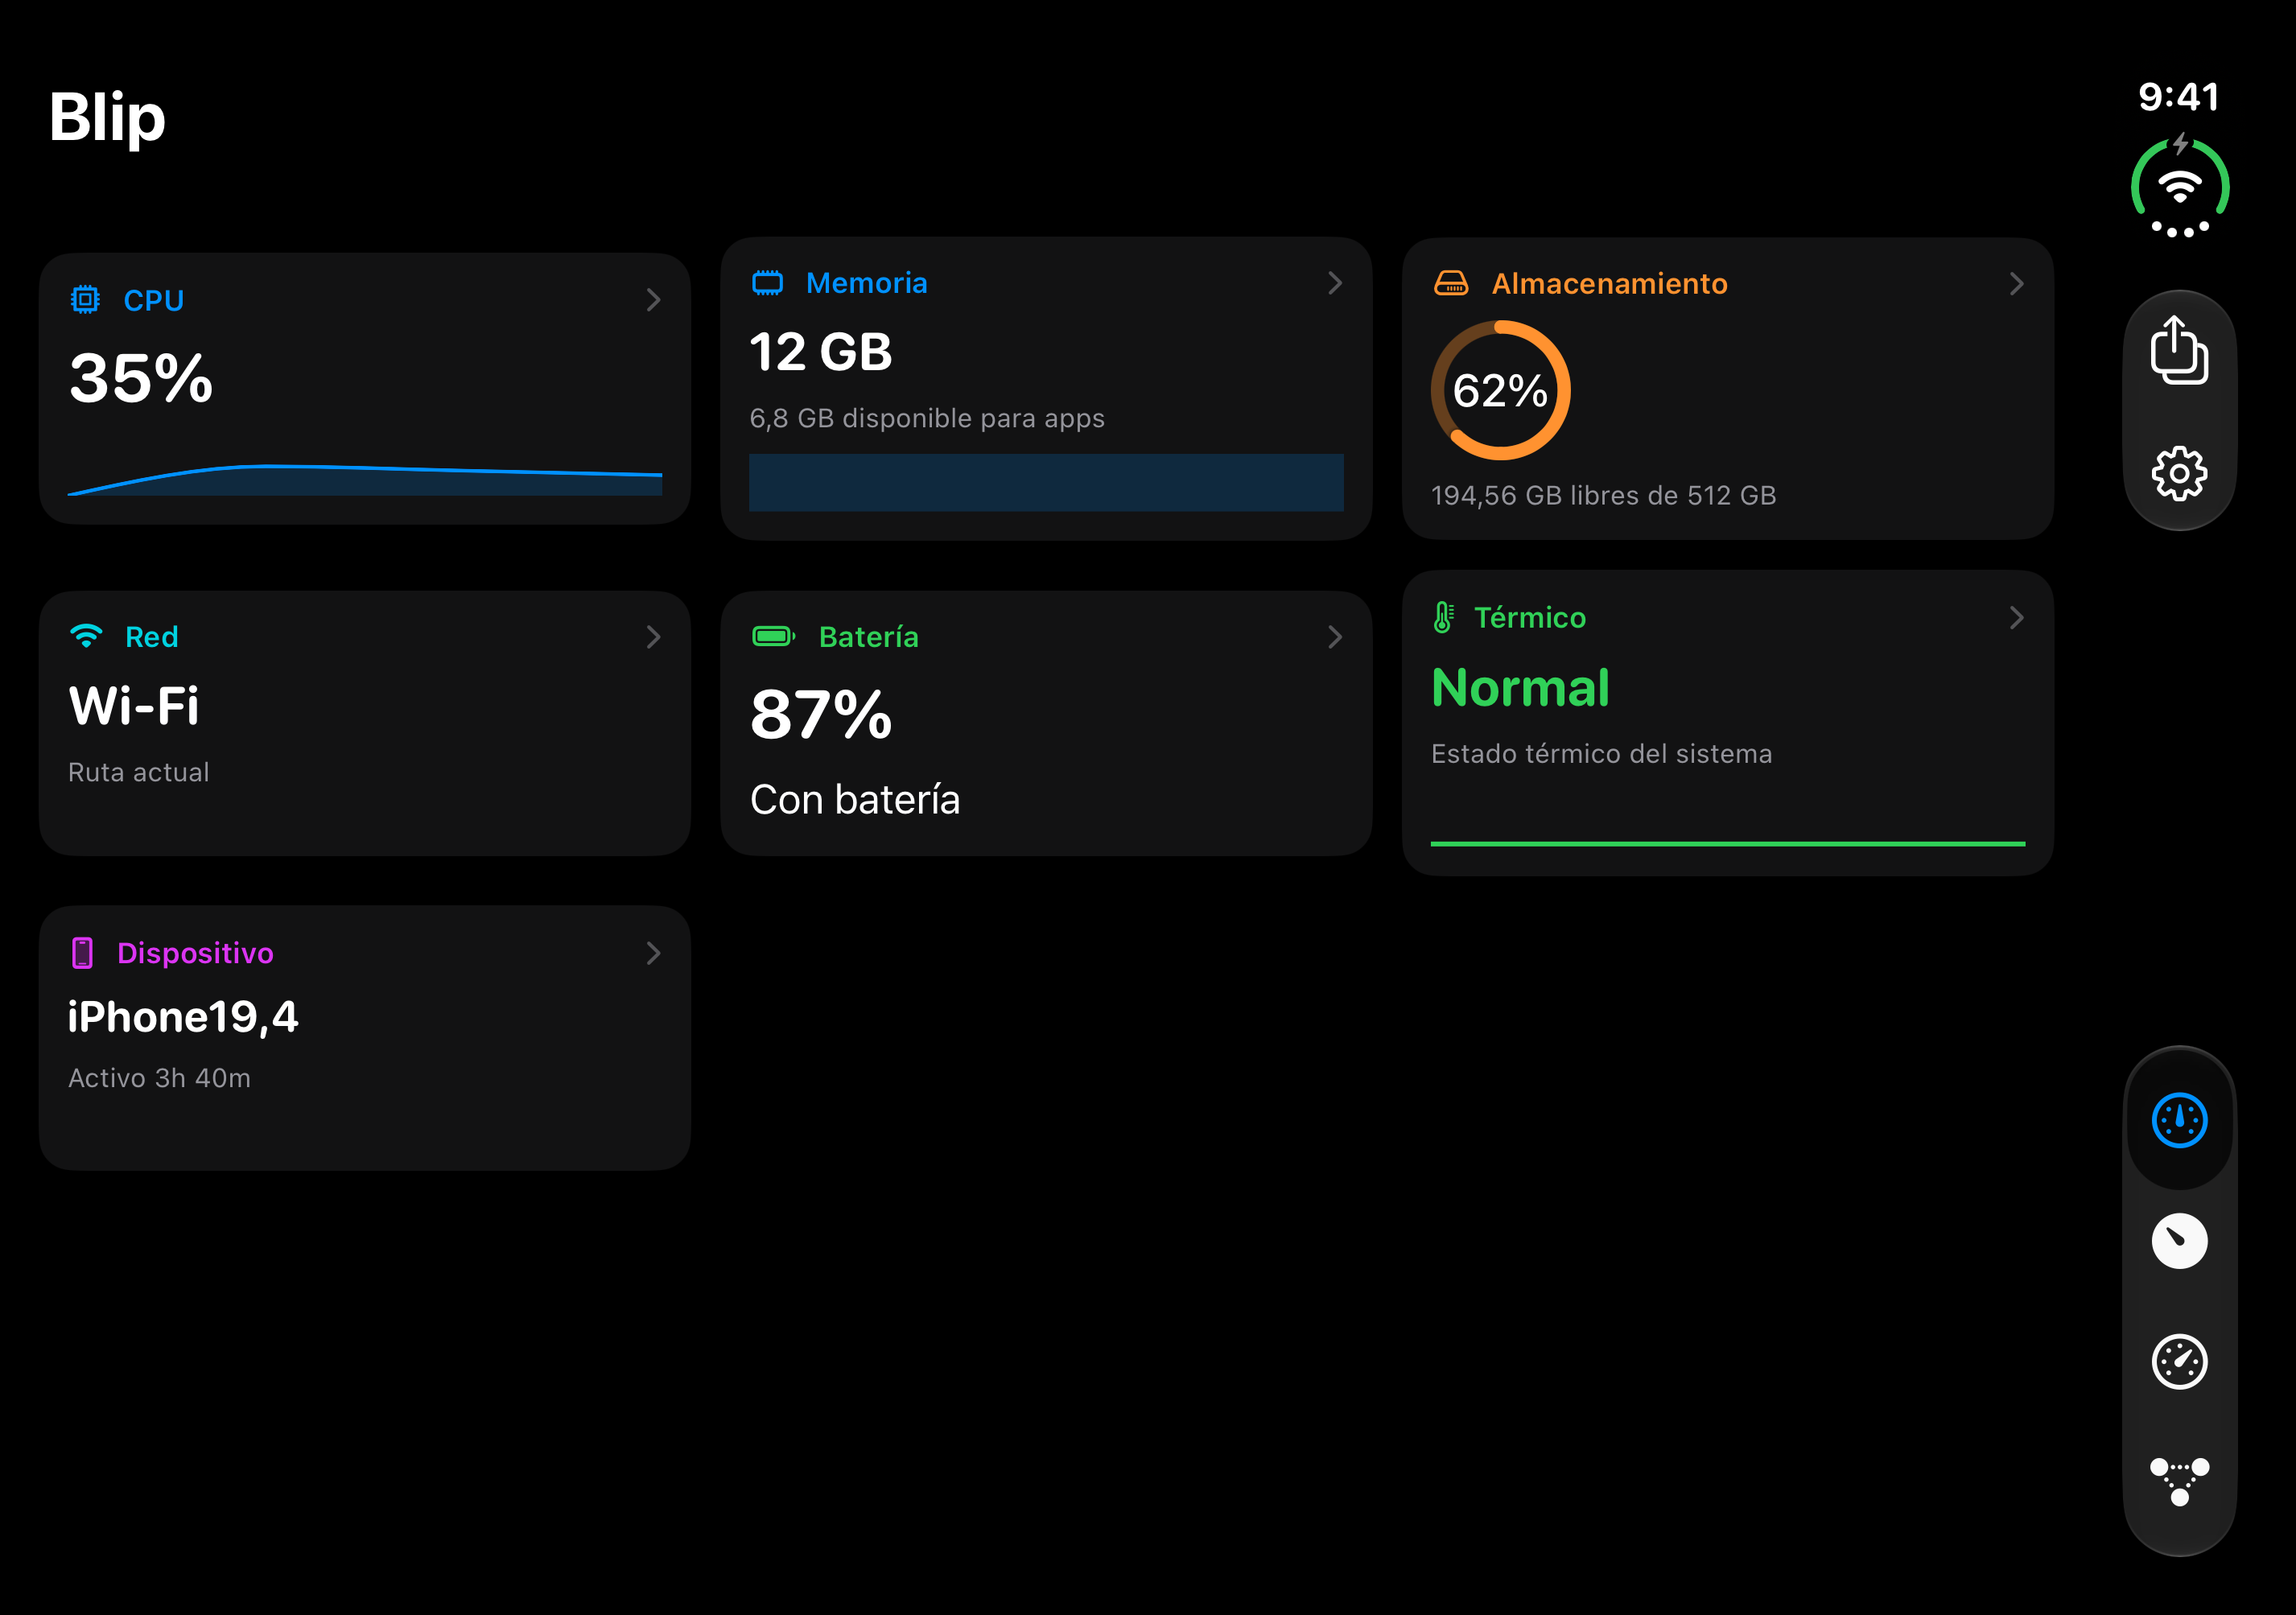 Blip
9:41
CPU
35%
Memoria
12 GB
6,8 GB disponible para apps
Almacenamiento
62%
194,56 GB libres de 512 GB
Red
Wi-Fi
Ruta actual
Batería
87%
Con batería
Térmico
Normal
Estado térmico del sistema
Dispositivo
iPhone19,4
Activo 3h 40m